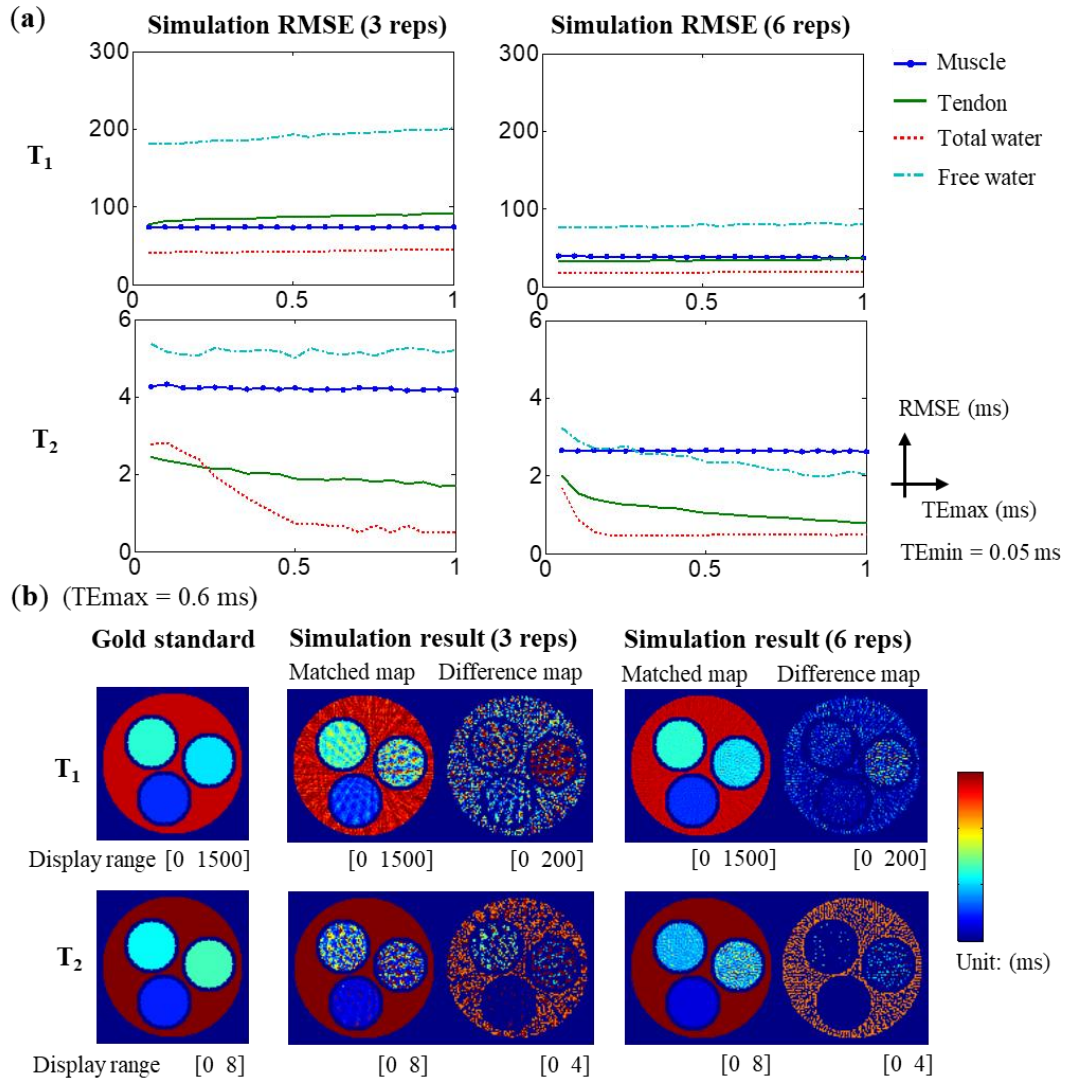 (a)
Simulation RMSE (3 reps) Simulation RMSE (6 reps)
300 300
200 200
100 100
0 0
0 0.5 1 0 0.5 1
T1
Muscle
Tendon
Total water
Free water
6 6
4 4
2 2
0 0
0 0.5 1 0 0.5 1
T2
RMSE (ms)
TEmax (ms)
TEmin = 0.05 ms
(b) (TEmax = 0.6 ms)
Gold standard Simulation result (3 reps) Simulation result (6 reps)
Matched map Difference map Matched map Difference map
T1
Display range [0 1500] [0 1500] [0 200] [0 1500] [0 200]
T2
Unit: (ms)
Display range [0 8] [0 8] [0 4] [0 8] [0 4]